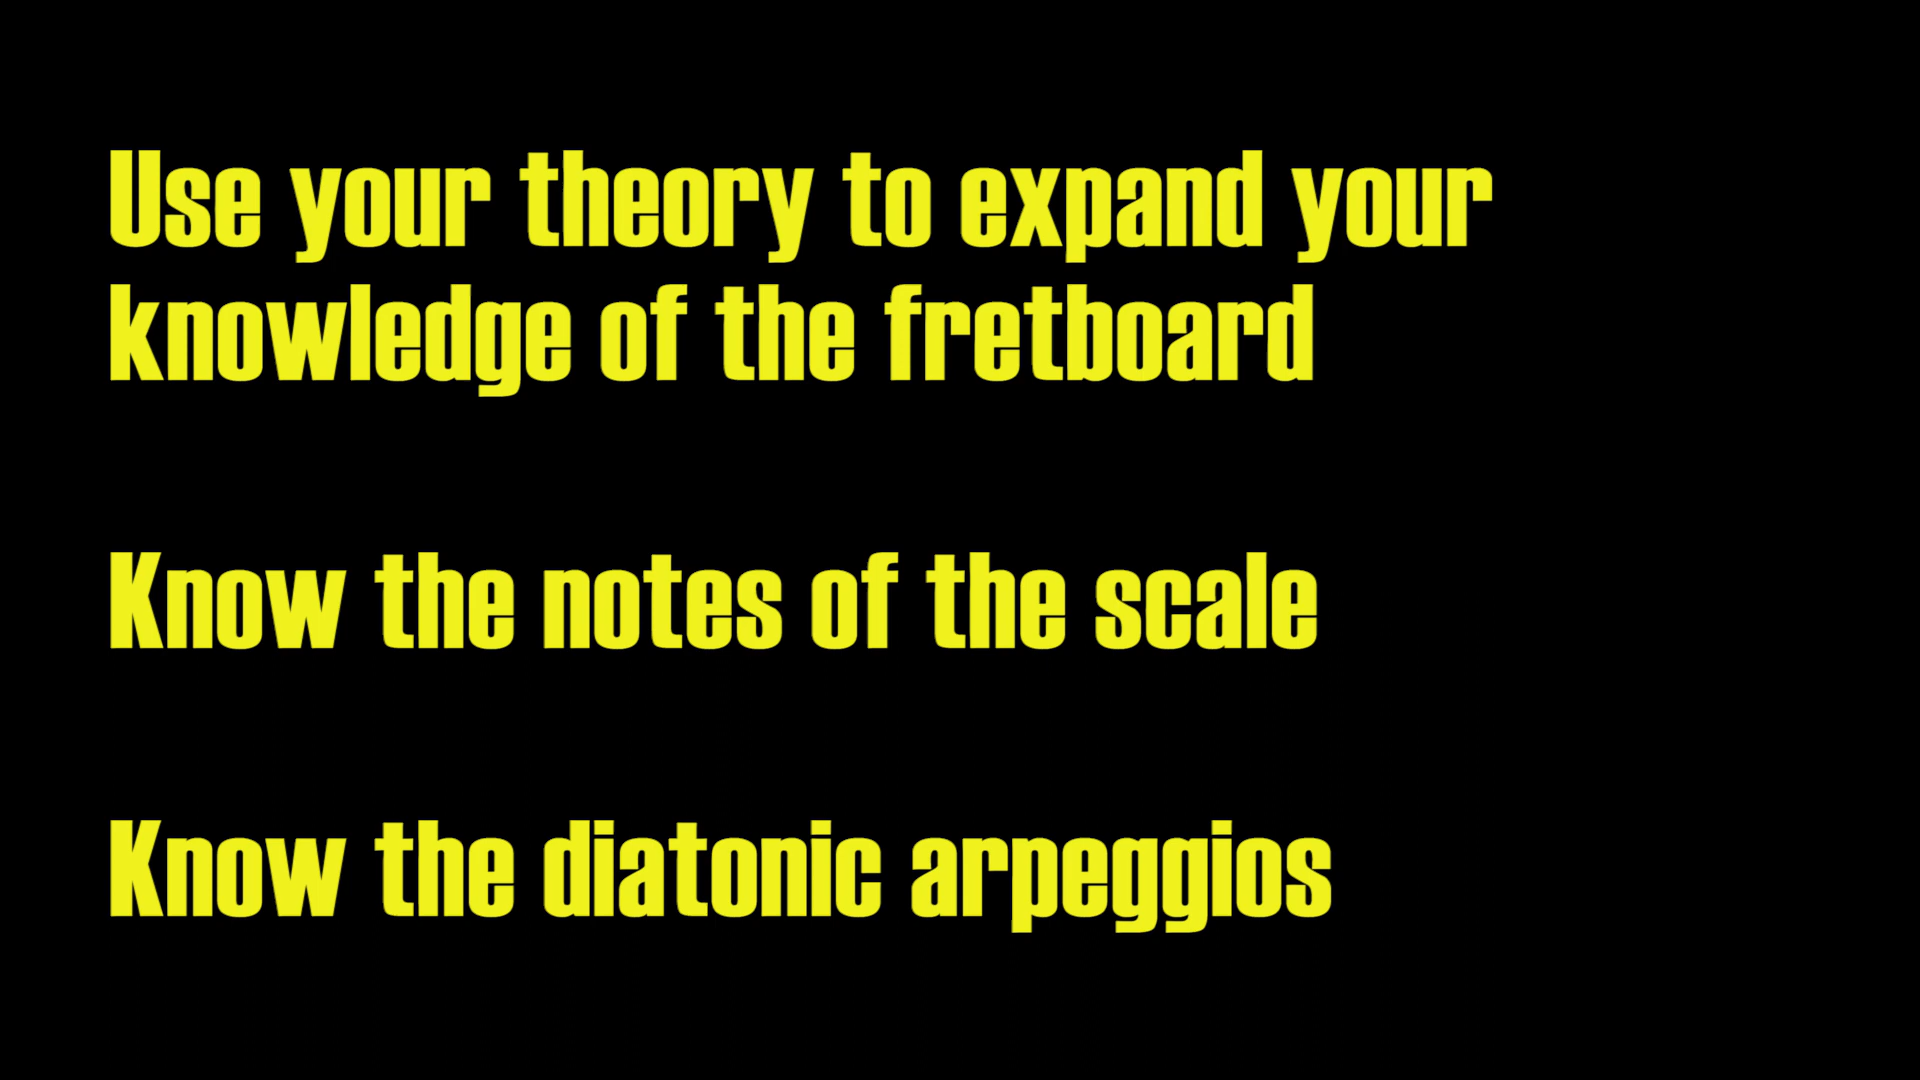 Use your theory to expand your
knowledge of the fretboard
Know the notes of the scale
Know the diatonic arpeggios